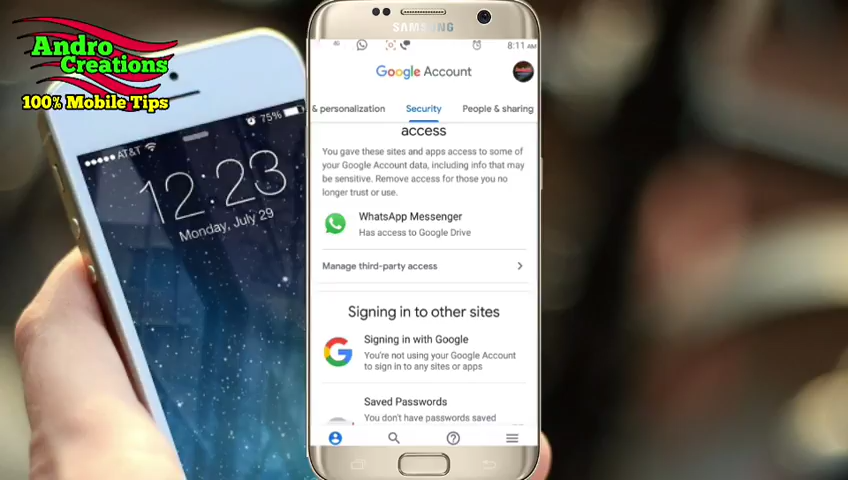 Andro
Creations
100% Mobile Tips
75%
AT&T
12:23
Monday, July 29
SAMSUNG
4G
8:11 AM
Google Account
& personalization
Security
People & sharing
access
You gave these sites and apps access to some of
your Google Account data, including info that may
be sensitive. Remove access for those you no
longer trust or use.
WhatsApp Messenger
Has access to Google Drive
Manage third-party access
Signing in to other sites
Signing in with Google
You're not using your Google Account
to sign in to any sites or apps
Saved Passwords
You don't have passwords saved